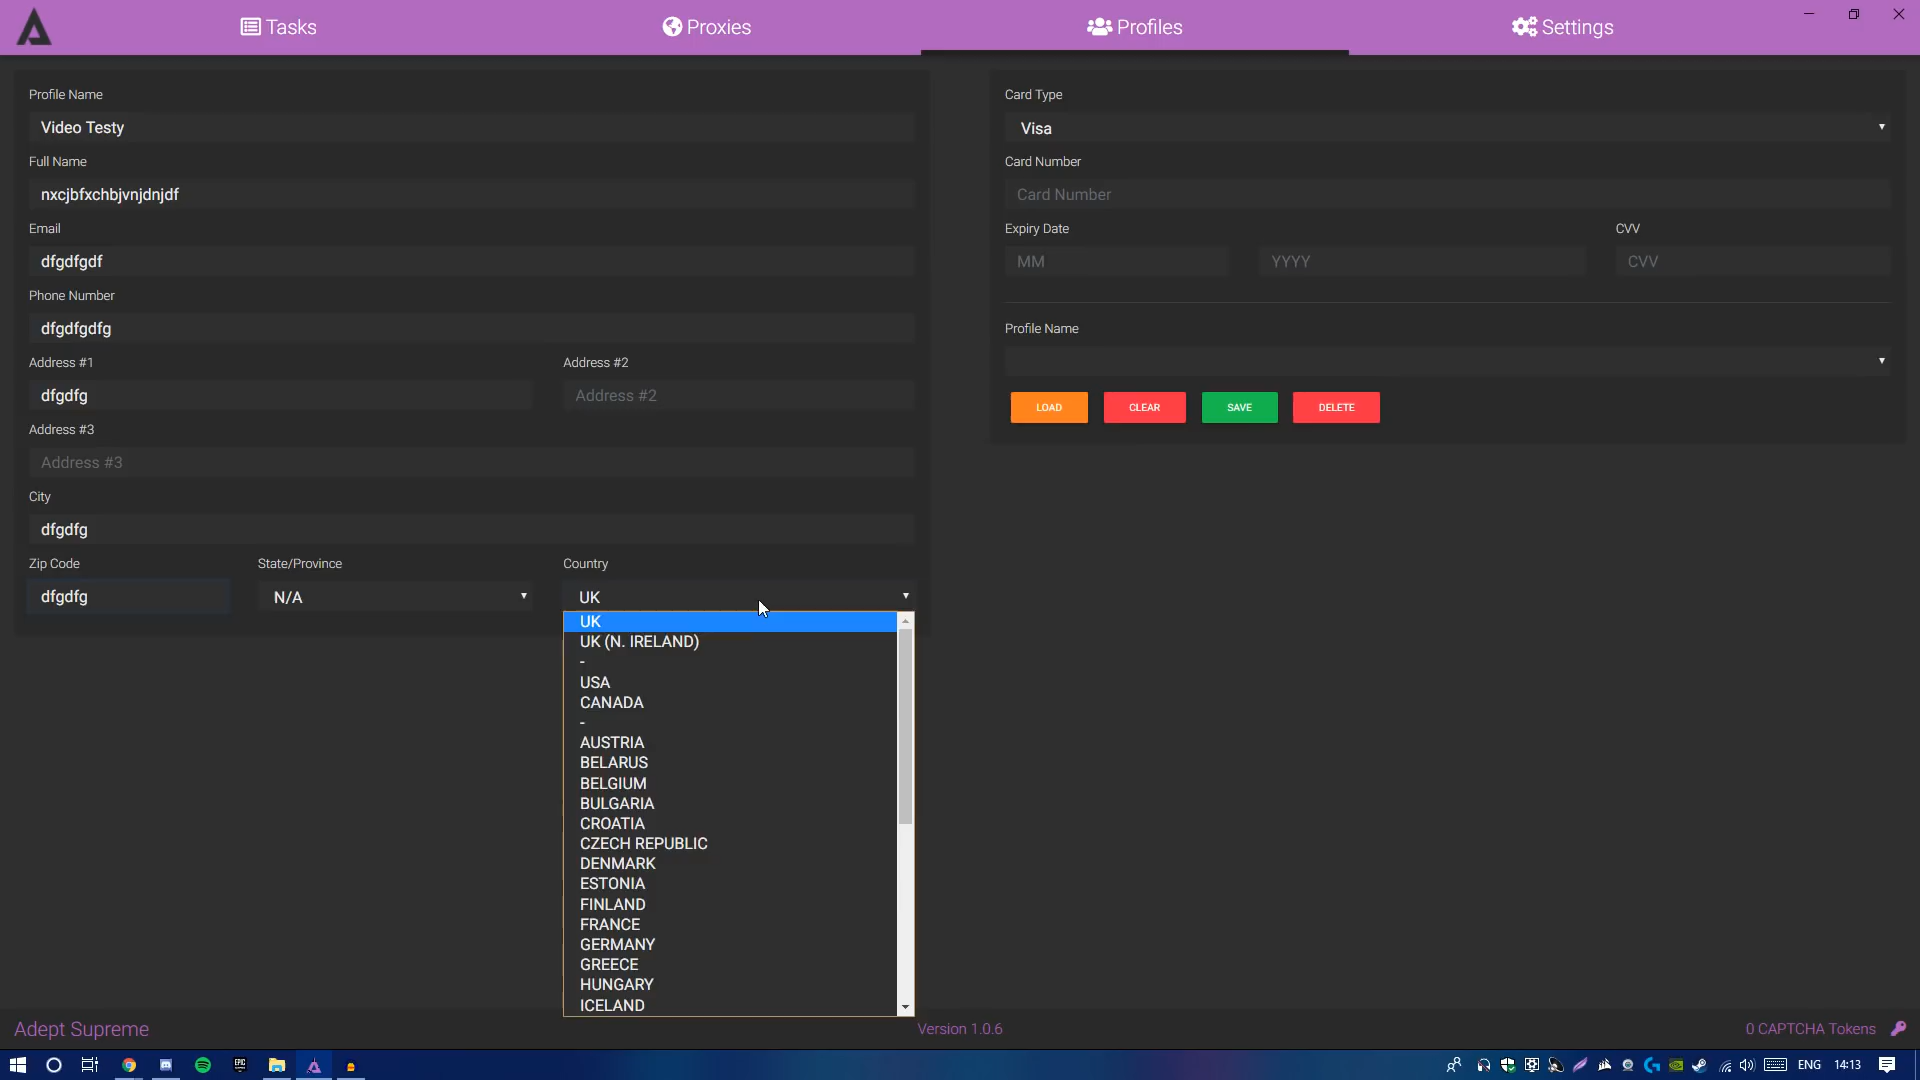 Tasks
Proxies
Profiles
Settings
Profile Name
Video Testy
Full Name
nxcjbfxchbjvnjdnjdf
Email
dfgdfgdf
Phone Number
dfgdfgdfg
Address #1
Address #2
dfgdfg
Address #2
Address #3
Address #3
City
dfgdfg
Zip Code
State/Province
Country
dfgdfg
N/A
UK
UK
UK (N. IRELAND)
-
USA
CANADA
-
AUSTRIA
BELARUS
BELGIUM
BULGARIA
CROATIA
CZECH REPUBLIC
DENMARK
ESTONIA
FINLAND
FRANCE
GERMANY
GREECE
HUNGARY
ICELAND
Card Type
Visa
Card Number
Card Number
Expiry Date
CVV
MM
YYYY
CVV
Profile Name
LOAD
CLEAR
SAVE
DELETE
Adept Supreme
Version 1.0.6
0 CAPTCHA Tokens
EPIC
ENG
14:13